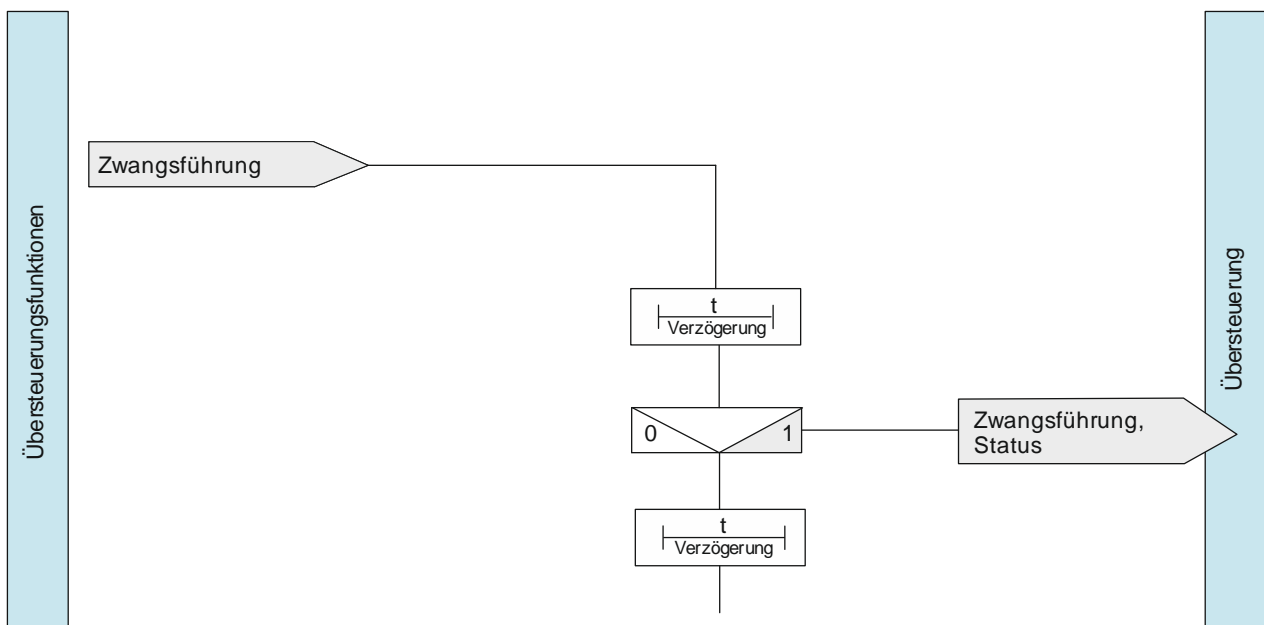 Übersteuerungsfunktionen
Zwangsführung
t
Verzögerung
0
1
Zwangsführung,
Status
t
Verzögerung
Übersteuerung